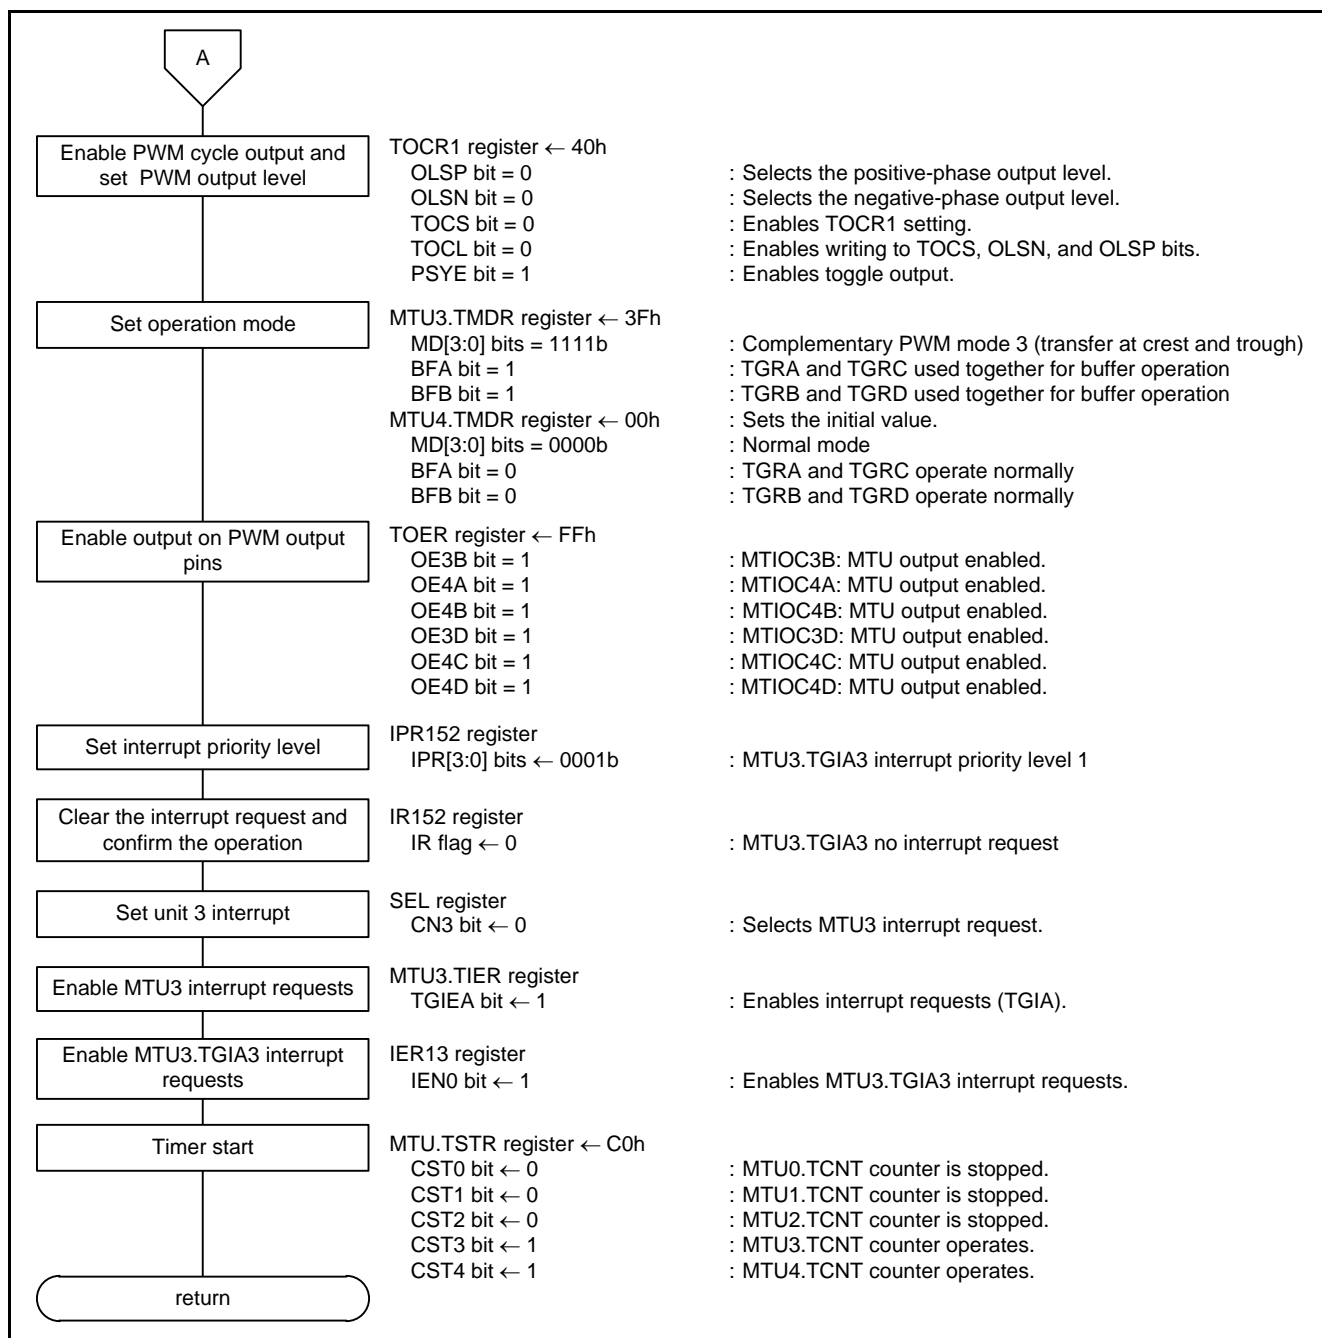 A
Enable PWM cycle output and
set PWM output level
TOCR1 register ← 40h
OLSP bit = 0 : Selects the positive-phase output level.
OLSN bit = 0 : Selects the negative-phase output level.
TOCS bit = 0 : Enables TOCR1 setting.
TOCL bit = 0 : Enables writing to TOCS, OLSN, and OLSP bits.
PSYE bit = 1 : Enables toggle output.
Set operation mode
MTU3.TMDR register ← 3Fh
MD[3:0] bits = 1111b : Complementary PWM mode 3 (transfer at crest and trough)
BFA bit = 1 : TGRA and TGRC used together for buffer operation
BFB bit = 1 : TGRB and TGRD used together for buffer operation
MTU4.TMDR register ← 00h : Sets the initial value.
MD[3:0] bits = 0000b : Normal mode
BFA bit = 0 : TGRA and TGRC operate normally
BFB bit = 0 : TGRB and TGRD operate normally
Enable output on PWM output
pins
TOER register ← FFh
OE3B bit = 1 : MTIOC3B: MTU output enabled.
OE4A bit = 1 : MTIOC4A: MTU output enabled.
OE4B bit = 1 : MTIOC4B: MTU output enabled.
OE3D bit = 1 : MTIOC3D: MTU output enabled.
OE4C bit = 1 : MTIOC4C: MTU output enabled.
OE4D bit = 1 : MTIOC4D: MTU output enabled.
Set interrupt priority level
IPR152 register
IPR[3:0] bits ← 0001b : MTU3.TGIA3 interrupt priority level 1
Clear the interrupt request and
confirm the operation
IR152 register
IR flag ← 0 : MTU3.TGIA3 no interrupt request
Set unit 3 interrupt
SEL register
CN3 bit ← 0 : Selects MTU3 interrupt request.
Enable MTU3 interrupt requests
MTU3.TIER register
TGIEA bit ← 1 : Enables interrupt requests (TGIA).
Enable MTU3.TGIA3 interrupt
requests
IER13 register
IEN0 bit ← 1 : Enables MTU3.TGIA3 interrupt requests.
Timer start
MTU.TSTR register ← C0h
CST0 bit ← 0 : MTU0.TCNT counter is stopped.
CST1 bit ← 0 : MTU1.TCNT counter is stopped.
CST2 bit ← 0 : MTU2.TCNT counter is stopped.
CST3 bit ← 1 : MTU3.TCNT counter operates.
CST4 bit ← 1 : MTU4.TCNT counter operates.
return